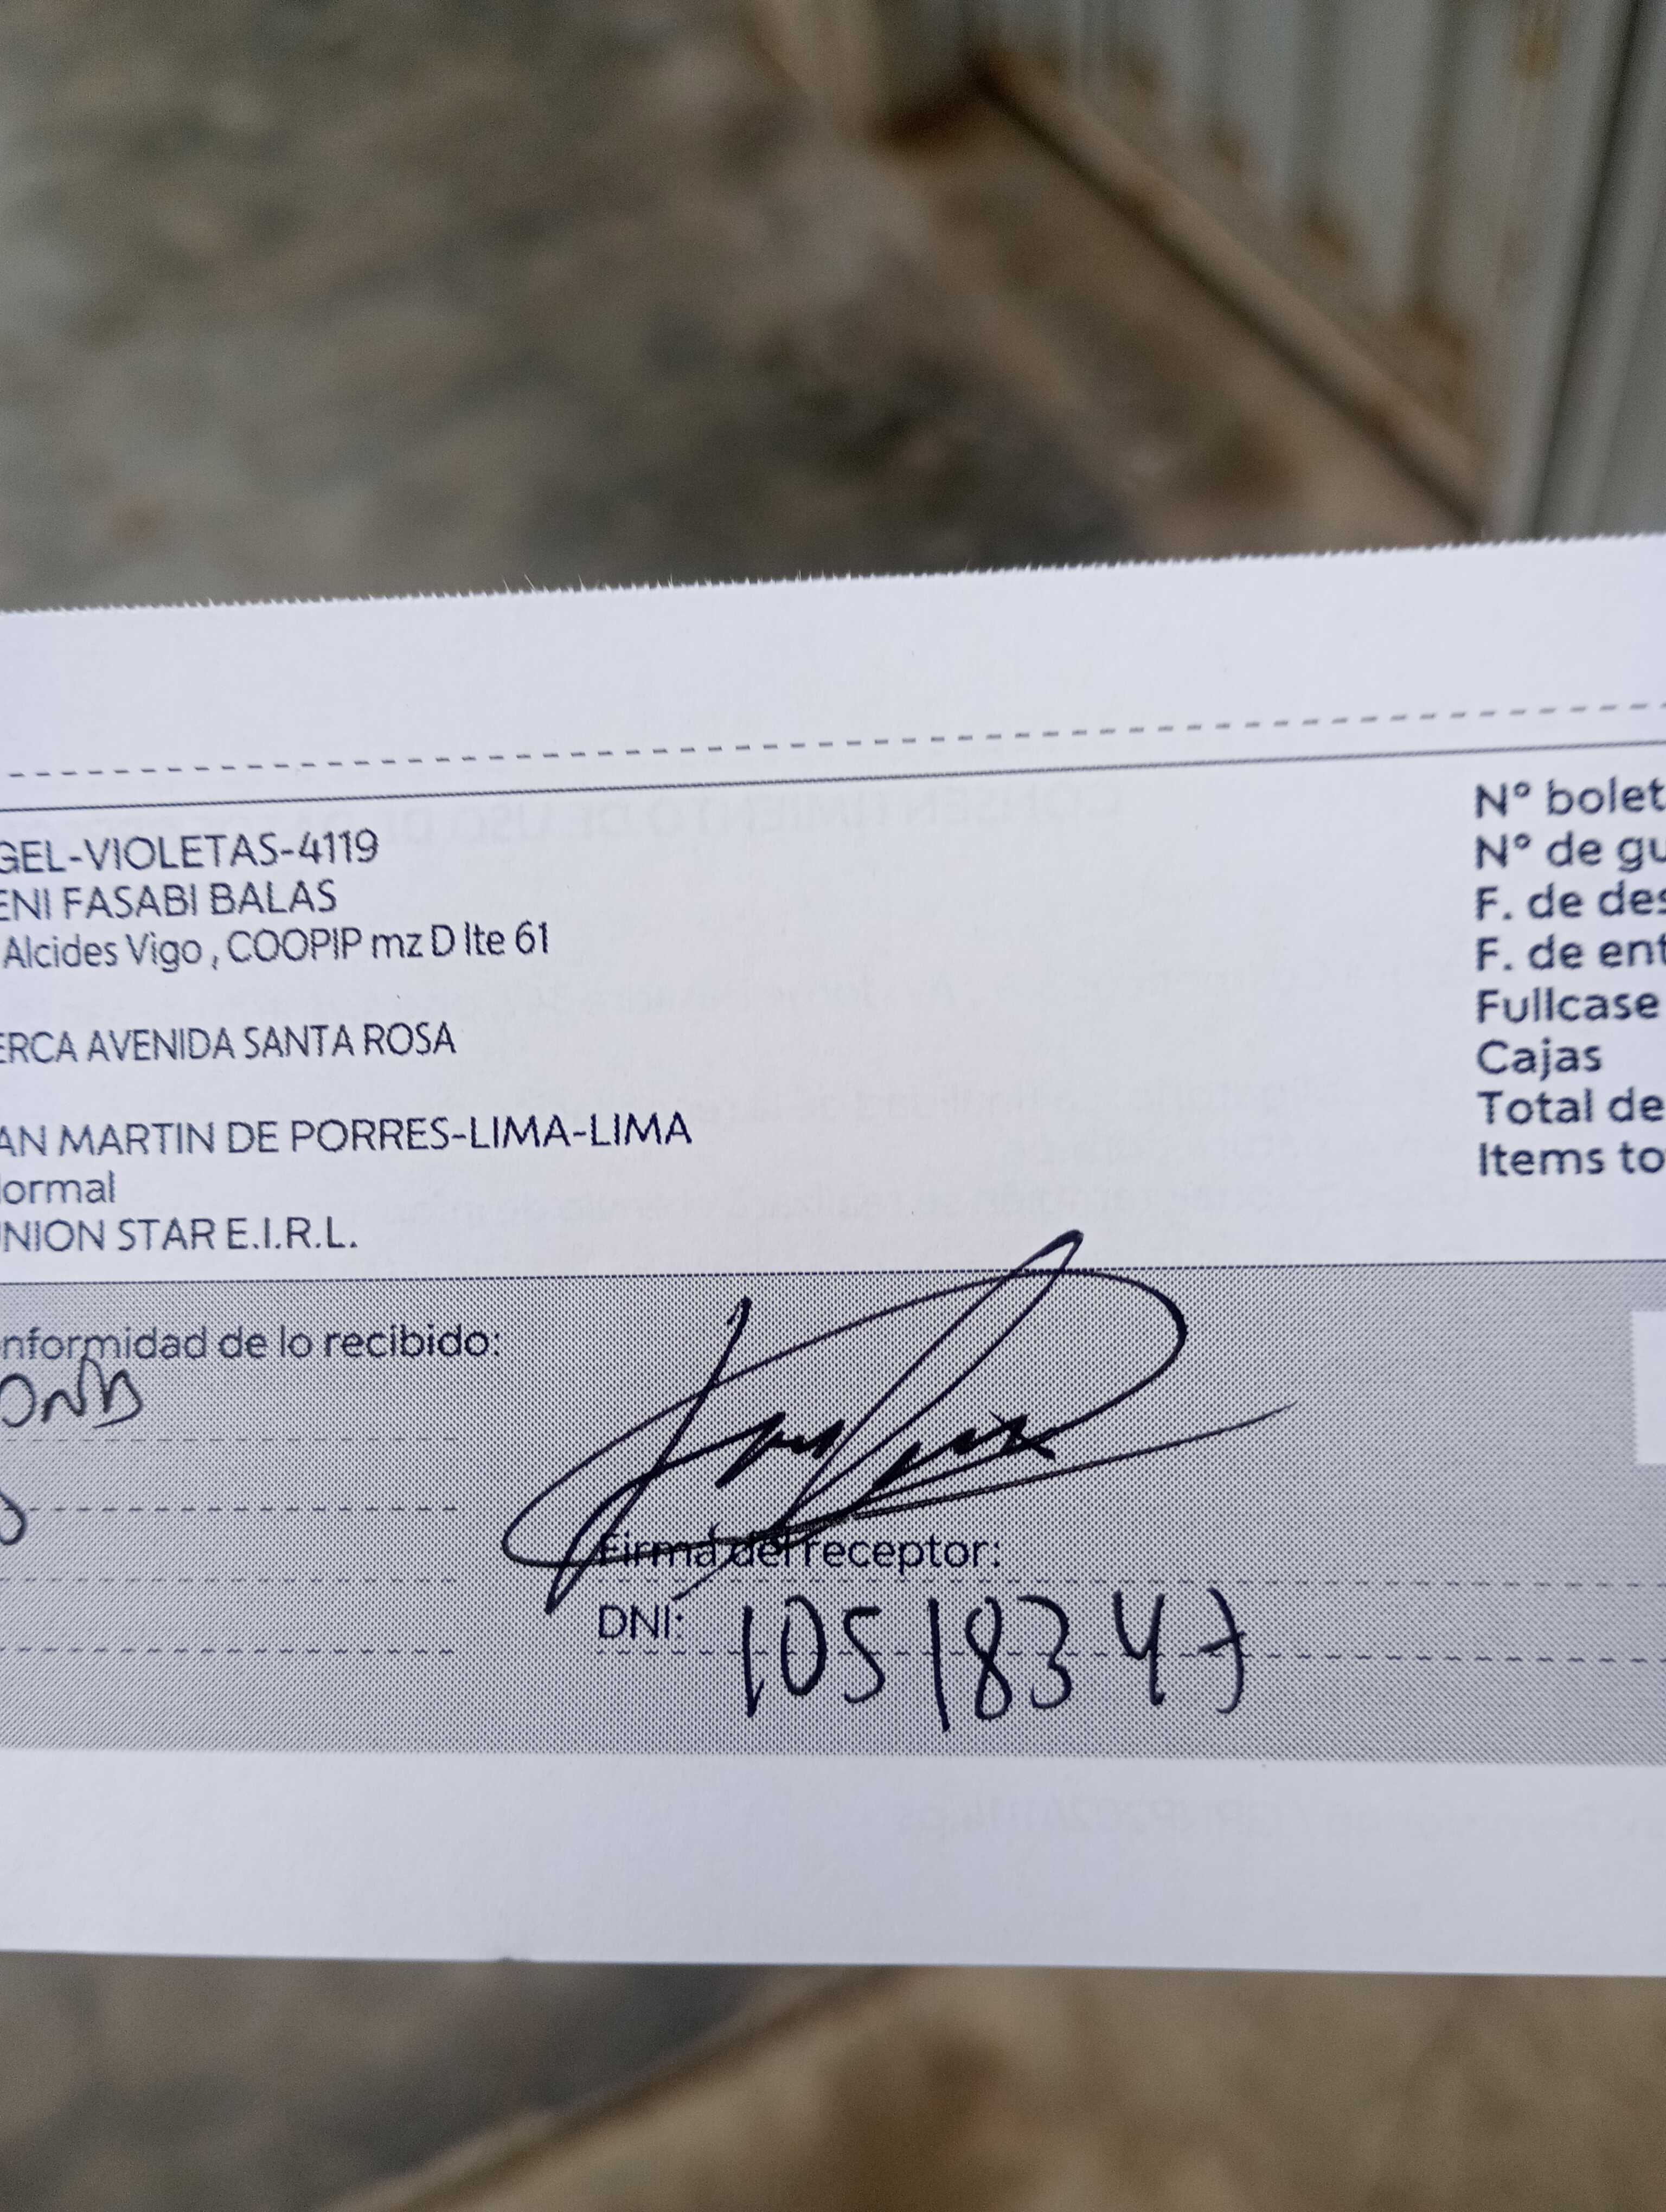 GEL-VIOLETAS-4119
ENI FASABI BALAS
Alcides Vigo , COOPIP mz D lte 61
ERCA AVENIDA SANTA ROSA
AN MARTIN DE PORRES-LIMA-LIMA
ormal
NION STAR E.I.R.L.
N° bolet
N° de gu
F. de des
F. de ent
Fullcase
Cajas
Total de
Items to
nformidad de lo recibido:
Firma del receptor:
DNI: 10518347